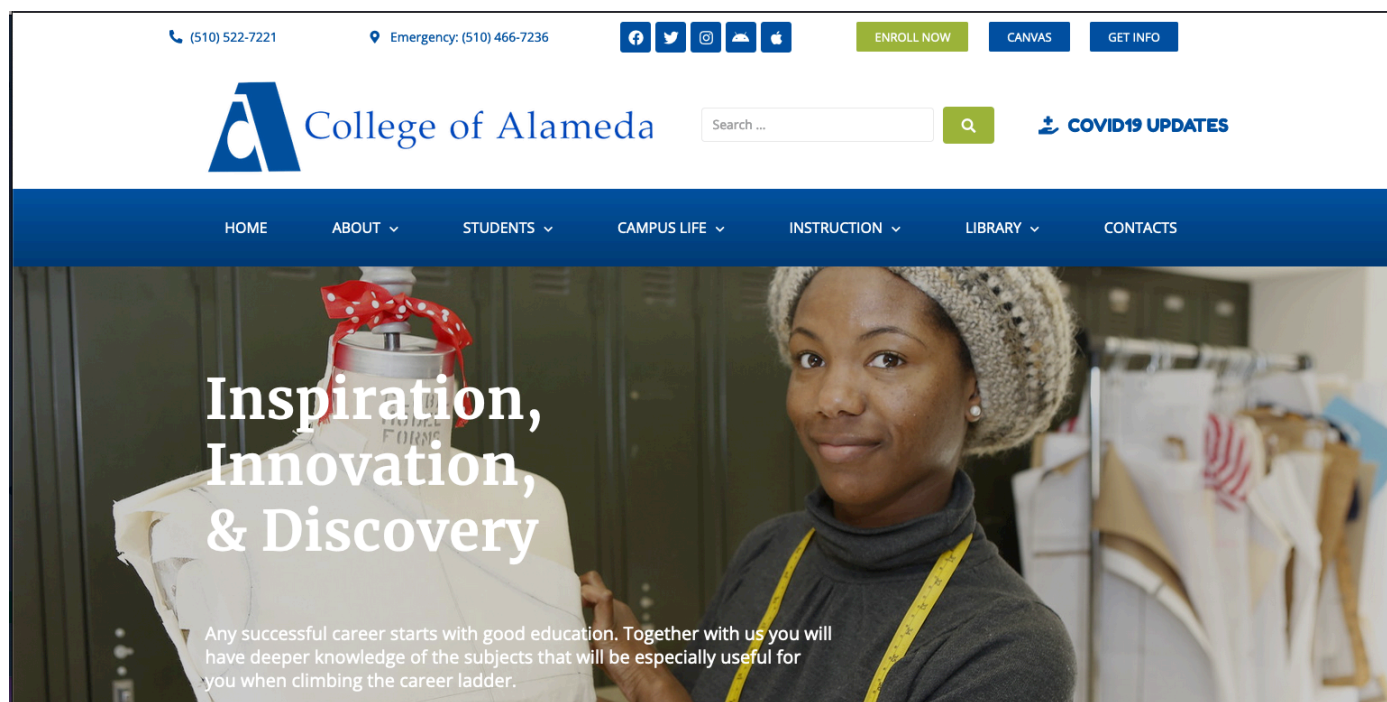 (510) 522-7221
Emergency: (510) 466-7236
ENROLL NOW
CANVAS
GET INFO
College of Alameda
Search ...
COVID19 UPDATES
HOME
ABOUT
STUDENTS
CAMPUS LIFE
INSTRUCTION
LIBRARY
CONTACTS
Inspiration,
Innovation,
& Discovery
FORMS
Any successful career starts with good education. Together with us you will
have deeper knowledge of the subjects that will be especially useful for
you when climbing the career ladder.